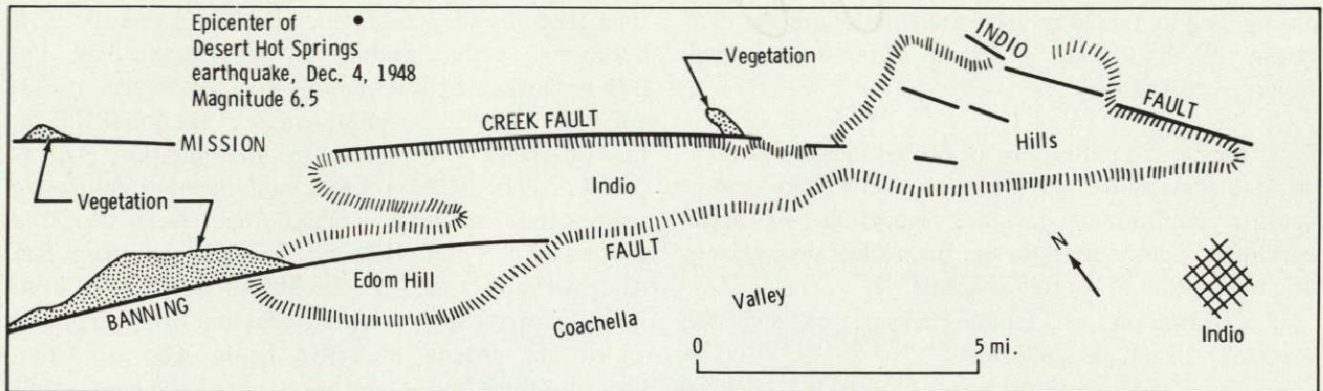 Epicenter of
Desert Hot Springs
earthquake, Dec. 4, 1948
Magnitude 6.5
Vegetation
INDIO
FAULT
MISSION
CREEK FAULT
Hills
Vegetation
Indio
BANNING
FAULT
Edom Hill
Coachella
Valley
N
Indio
0
5 mi.